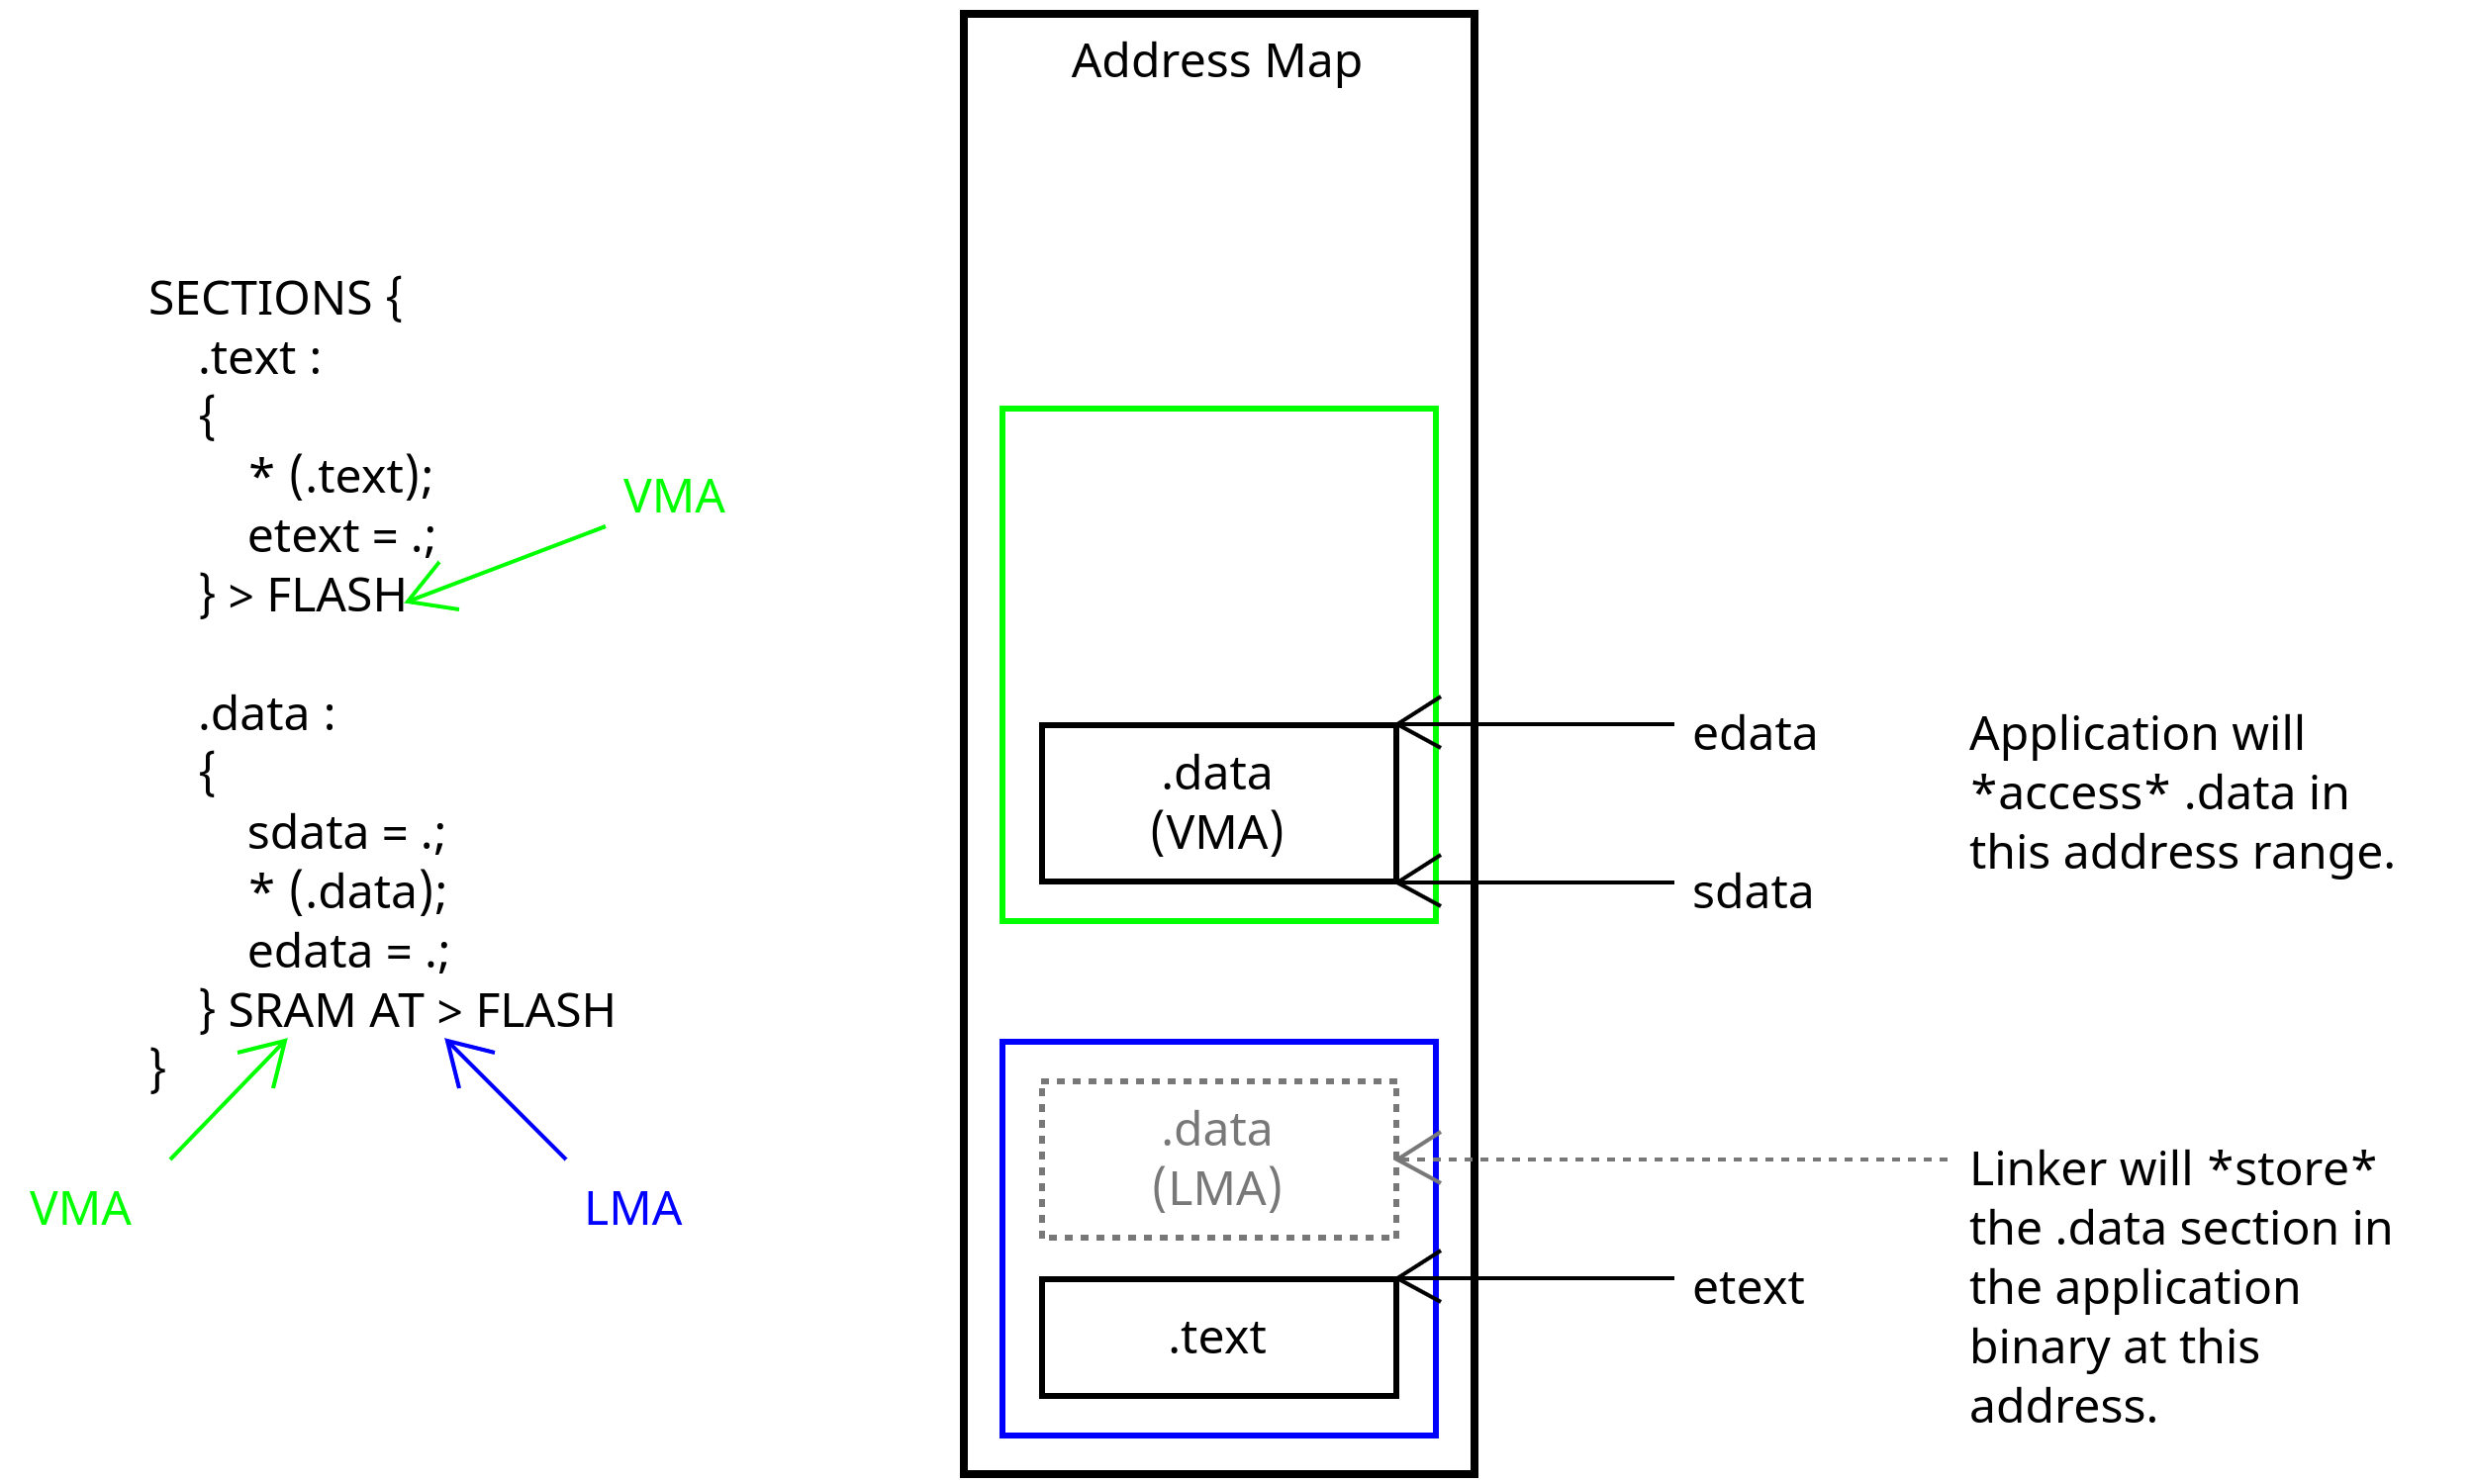 Address Map
SECTIONS {
.text :
{
* (.text);
etext = .;
} > FLASH
VMA
.data :
{
sdata = .;
* (.data);
edata = .;
} SRAM AT > FLASH
}
VMA
LMA
.data
(VMA)
edata
sdata
Application will
*access* .data in
this address range.
.data
(LMA)
.text
etext
Linker will *store*
the .data section in
the application
binary at this
address.